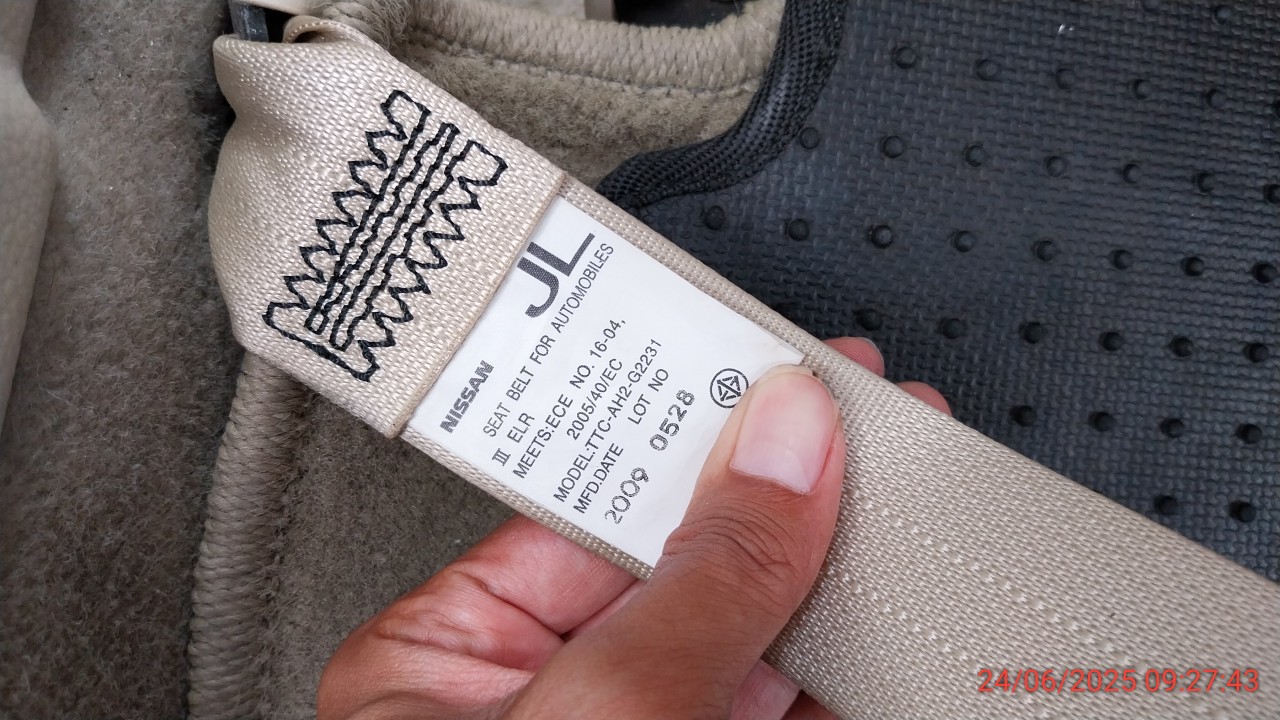 NISSAN JL
SEAT BELT FOR AUTOMOBILES
III ELR
MEETS:ECE NO. 16-04,
2005/40/EC
MODEL:TTC-AH2-G2231
MFD.DATE LOT NO
2009 0528
24/06/2025 09:27:43